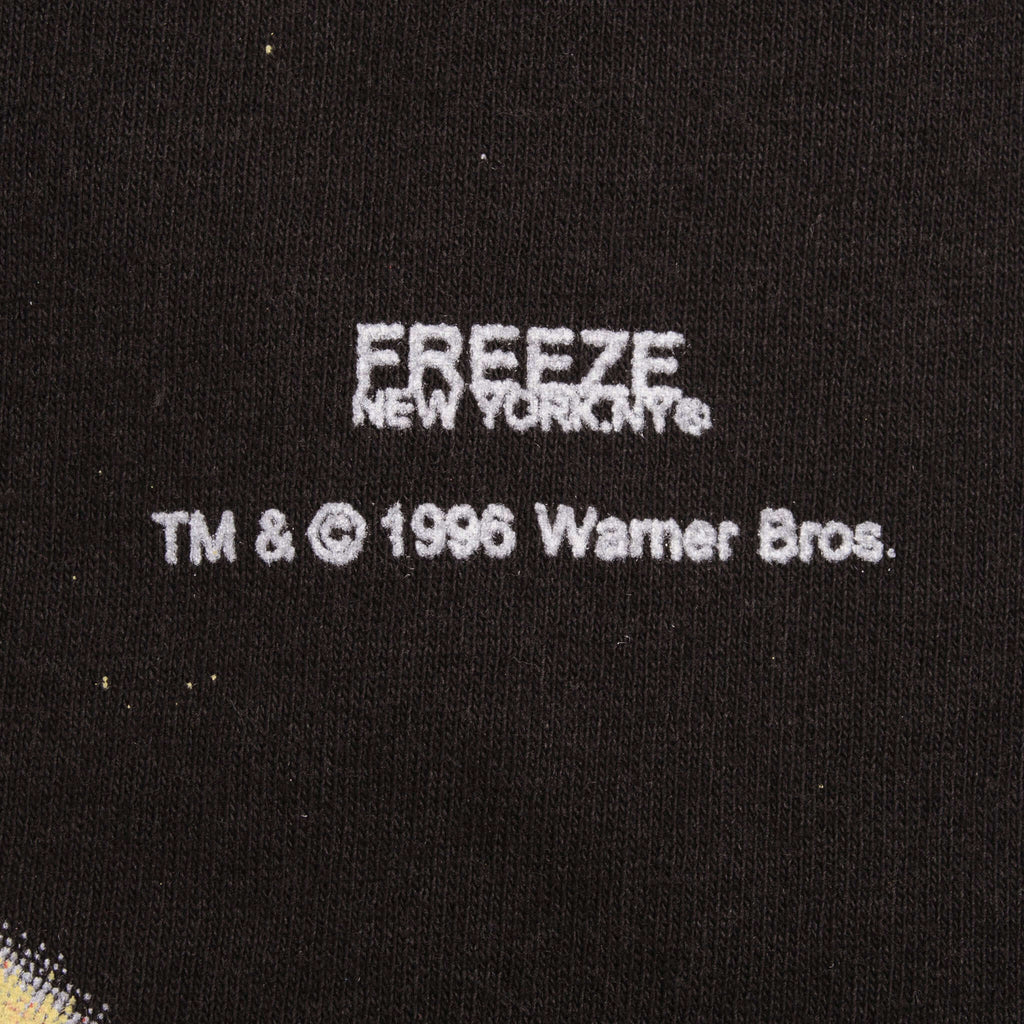 FREEZE
NEW YORK.NY®
TM & © 1996 Warner Bros.